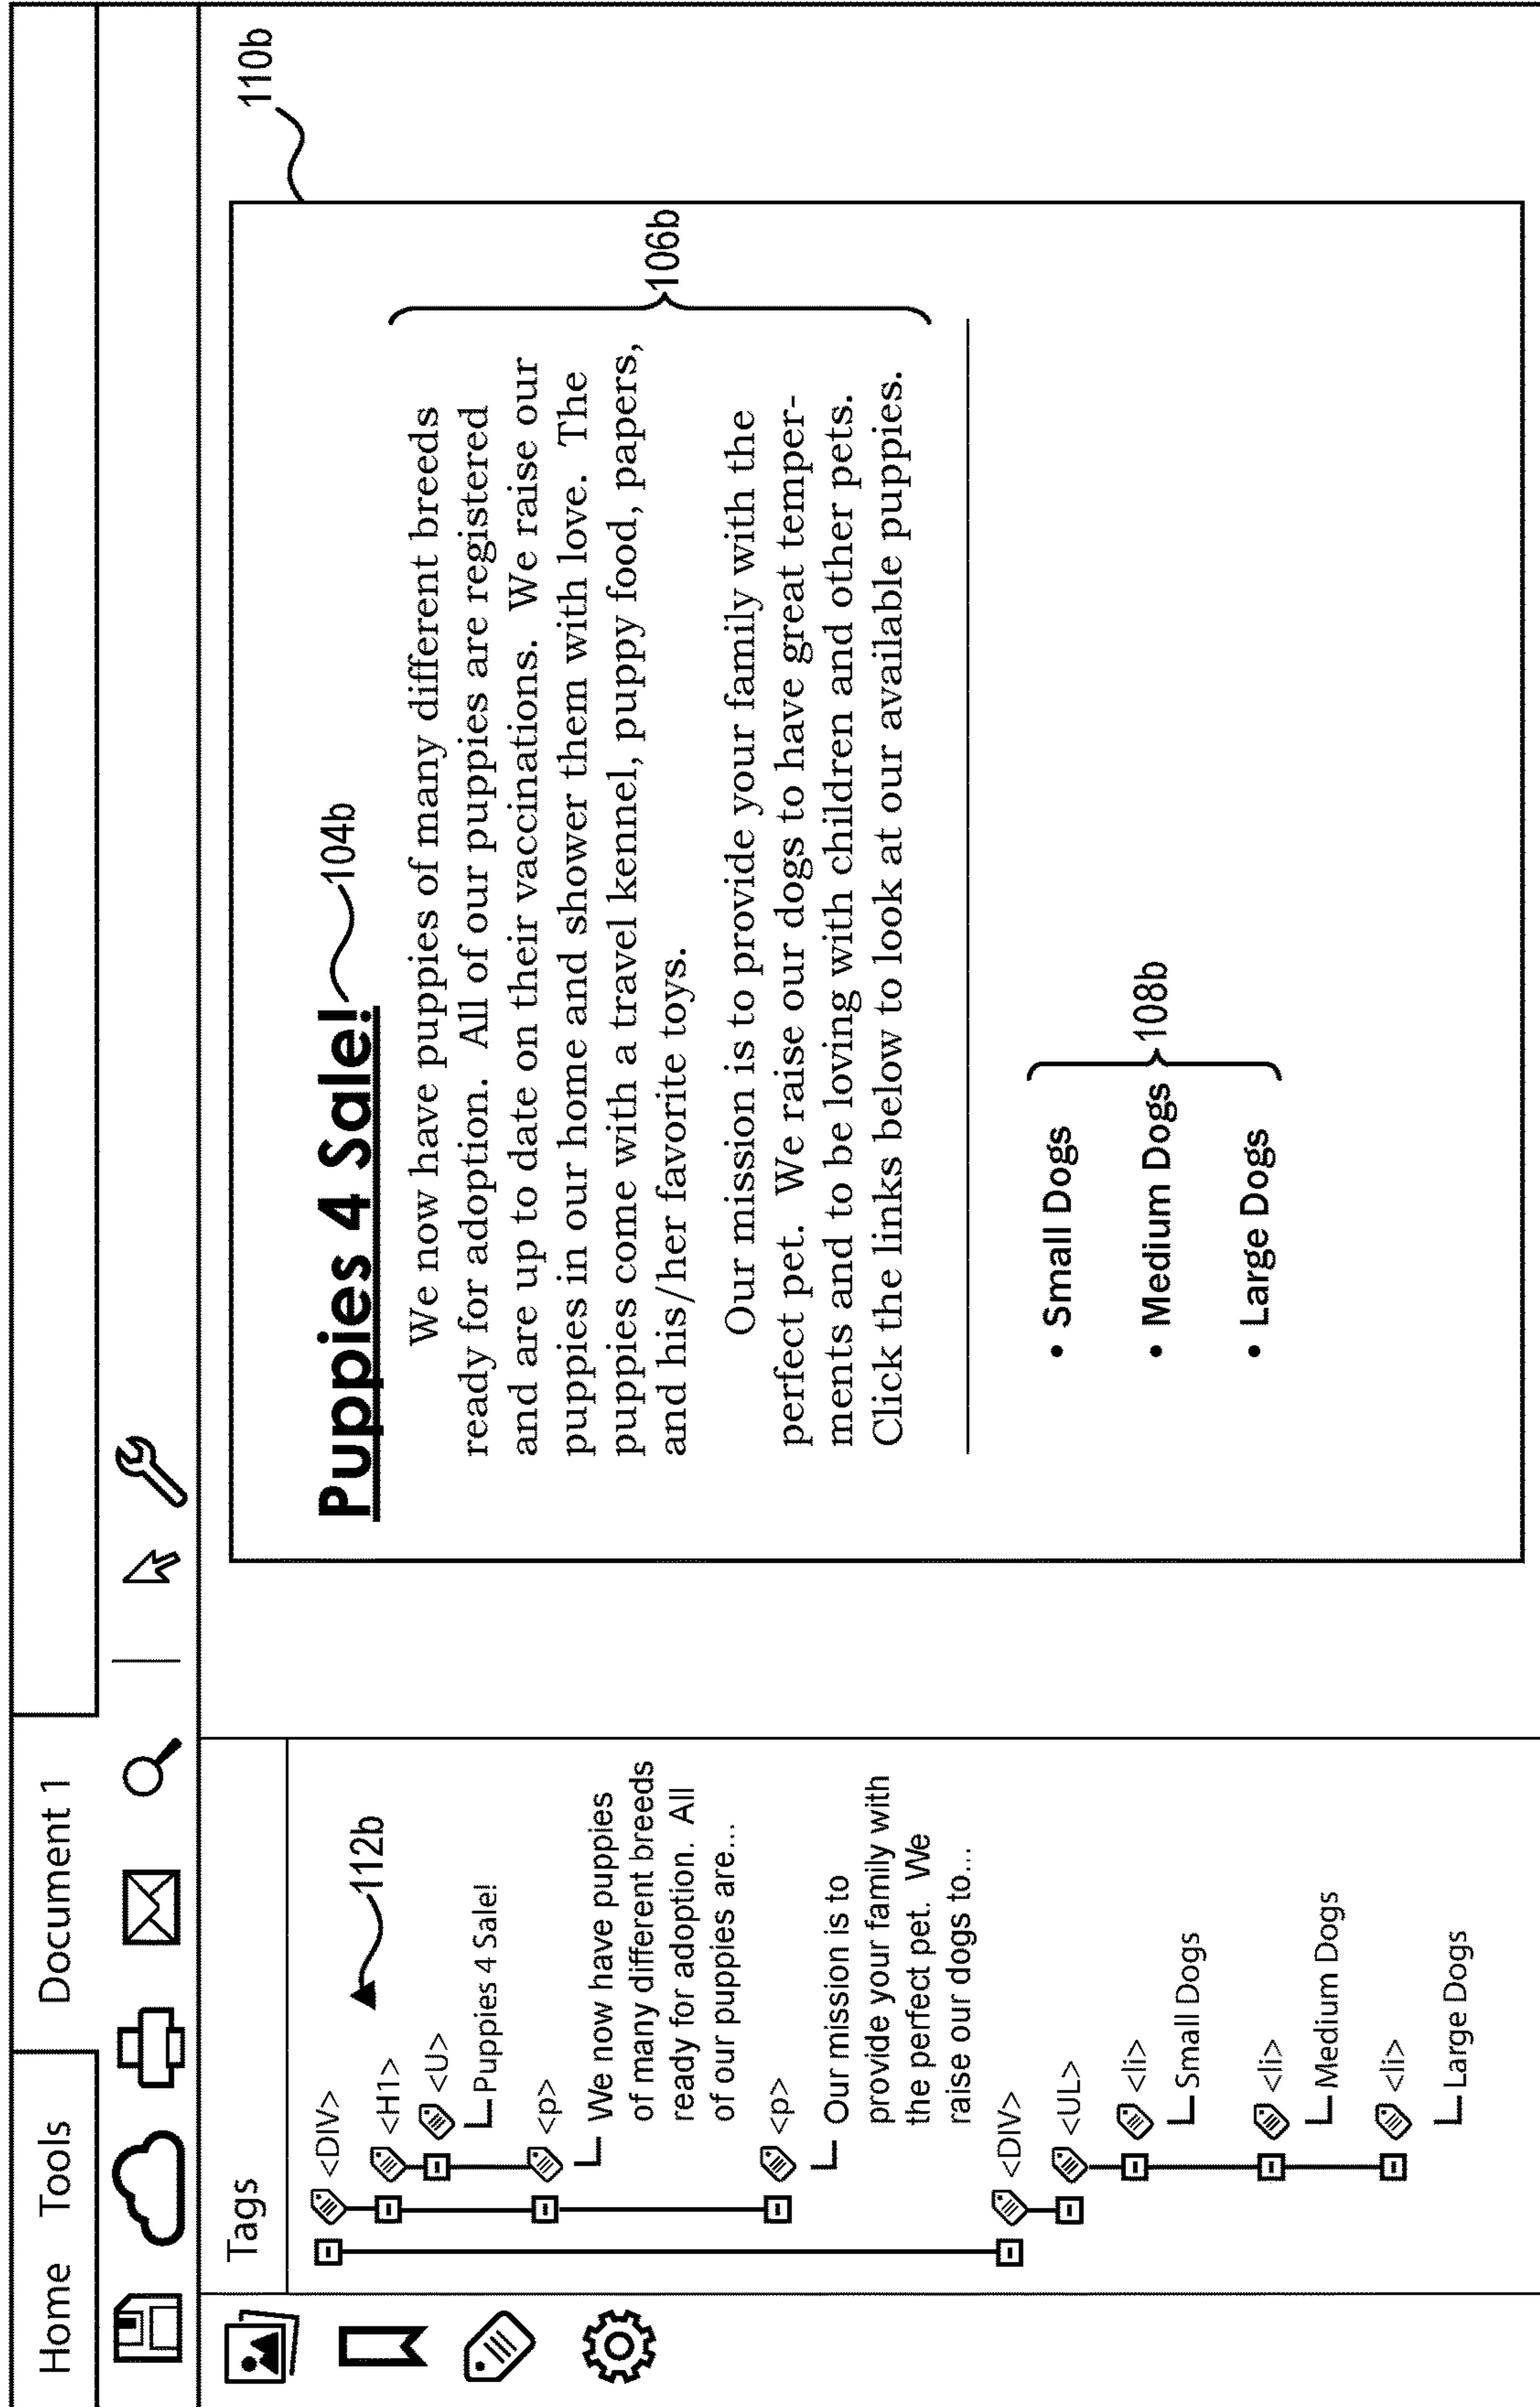 Home Tools Document 1
Tags
<DIV>
112b
<H1>
<U>
Puppies 4 Sale!
<p>
We now have puppies
of many different breeds
ready for adoption. All
of our puppies are...
<p>
Our mission is to
provide your family with
the perfect pet. We
raise our dogs to...
<DIV>
<UL>
<li>
Small Dogs
<li>
Medium Dogs
<li>
Large Dogs
110b
Puppies 4 Sale! 104b
We now have puppies of many different breeds
ready for adoption. All of our puppies are registered
and are up to date on their vaccinations. We raise our
puppies in our home and shower them with love. The
puppies come with a travel kennel, puppy food, papers,
and his/her favorite toys.
106b
Our mission is to provide your family with the
perfect pet. We raise our dogs to have great temper-
ments and to be loving with children and other pets.
Click the links below to look at our available puppies.
• Small Dogs
• Medium Dogs
108b
• Large Dogs